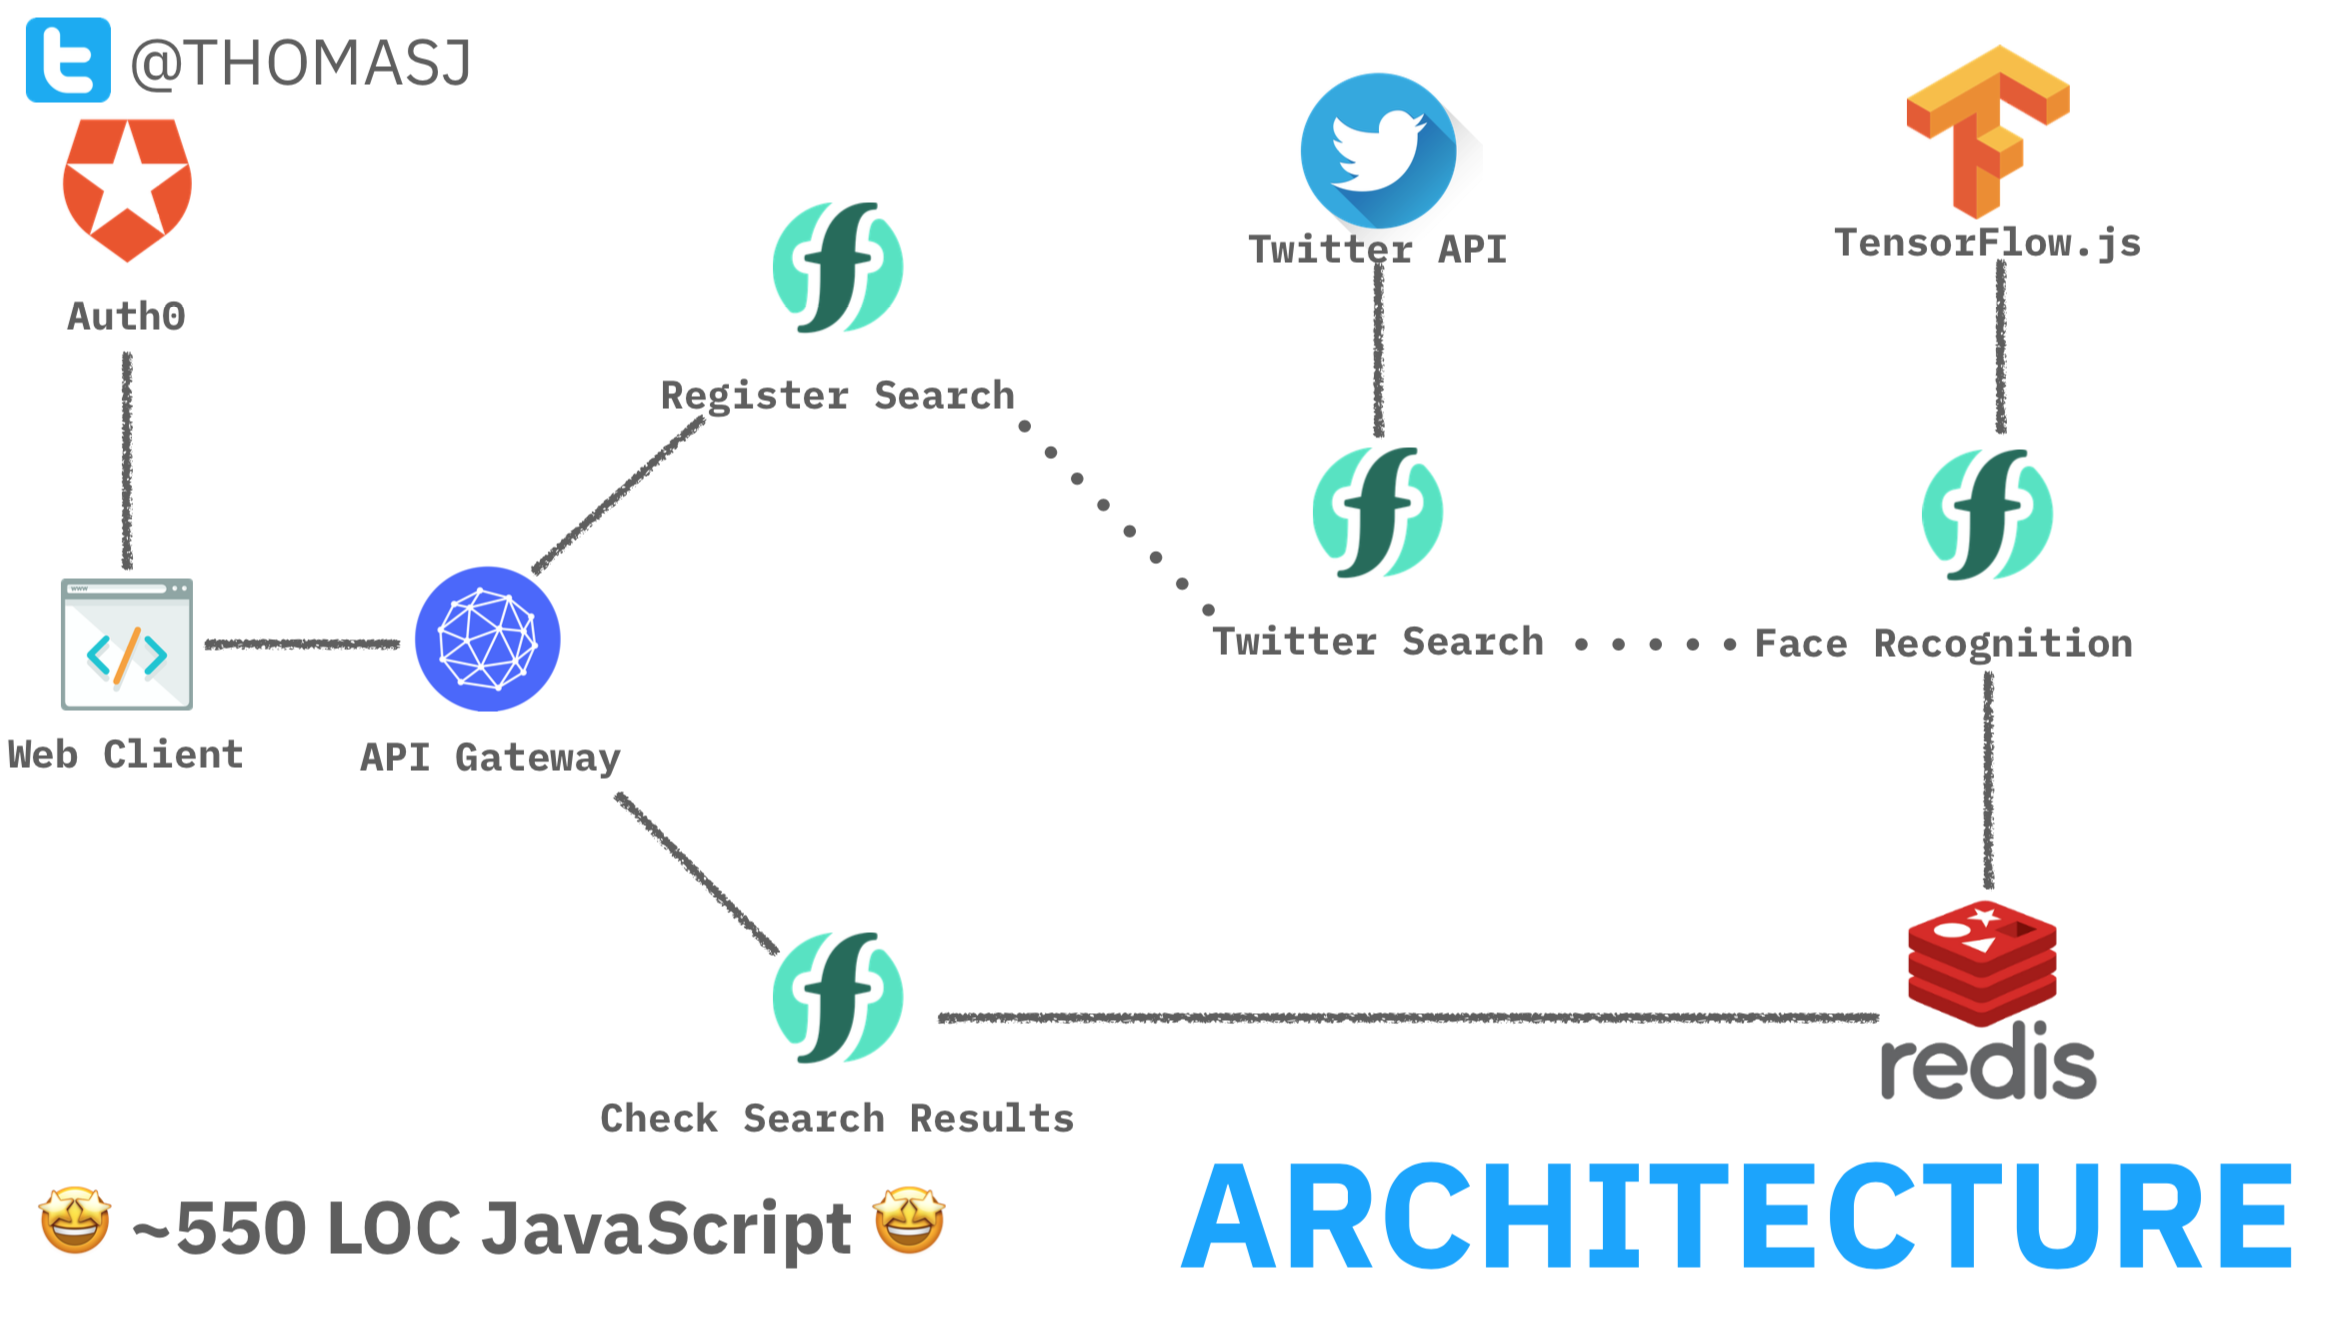 @THOMASJ
Auth0
Twitter API
TensorFlow.js
Register Search
Twitter Search
Face Recognition
www
Web Client
API Gateway
redis
Check Search Results
~550 LOC JavaScript
ARCHITECTURE